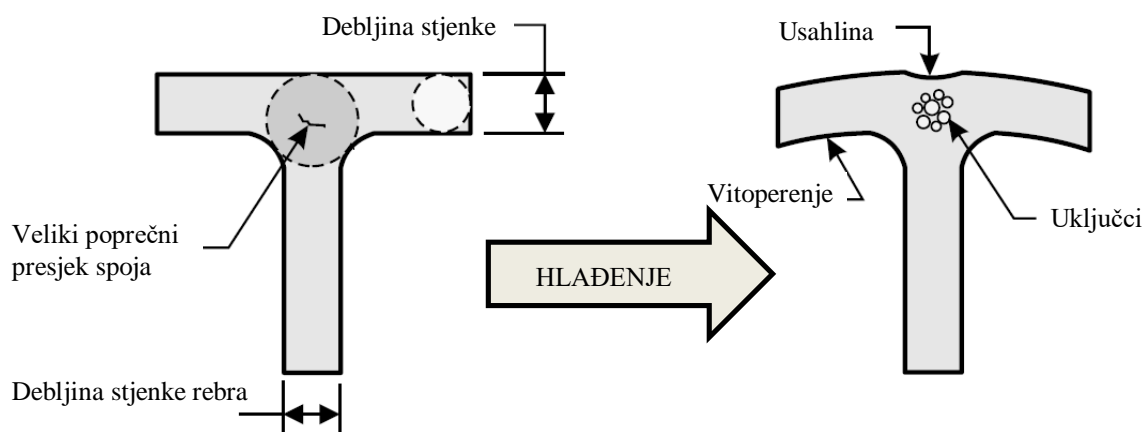 Debljina stjenke
Usahlina
Veliki poprečni
presjek spoja
Vitoperenje
Uključci
HLAĐENJE
Debljina stjenke rebra